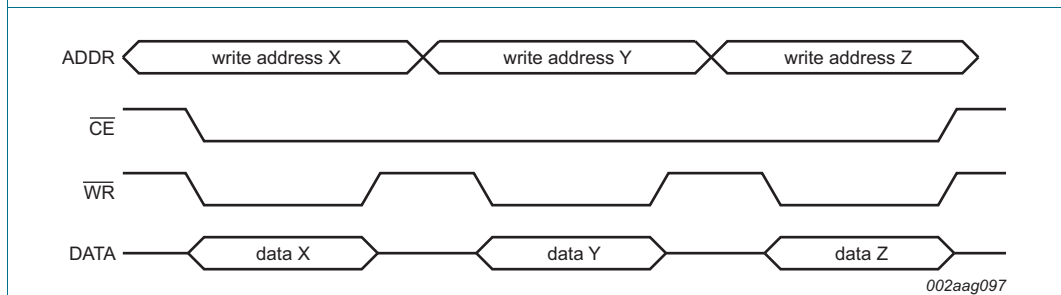 ADDR write address X write address Y write address Z
CE
WR
DATA data X data Y data Z
002aag097